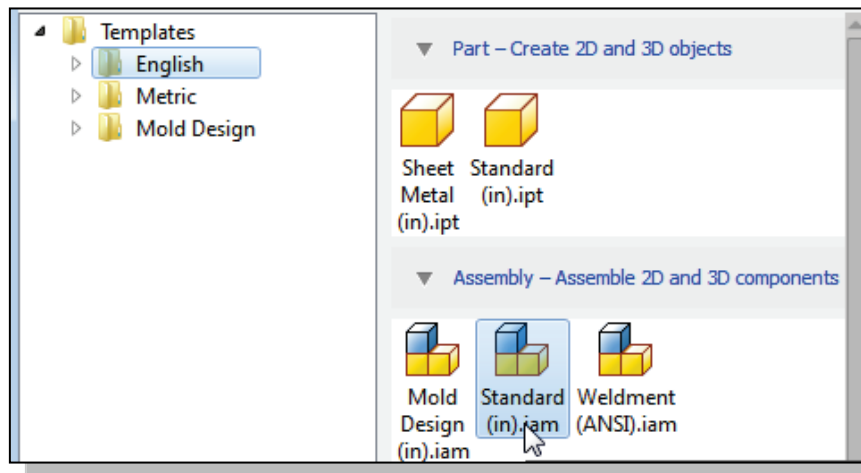 Templates
English
Metric
Mold Design
Part – Create 2D and 3D objects
Sheet Metal (in).ipt
Standard (in).ipt
Assembly – Assemble 2D and 3D components
Mold Design (in).iam
Standard (in).iam
Weldment (ANSI).iam